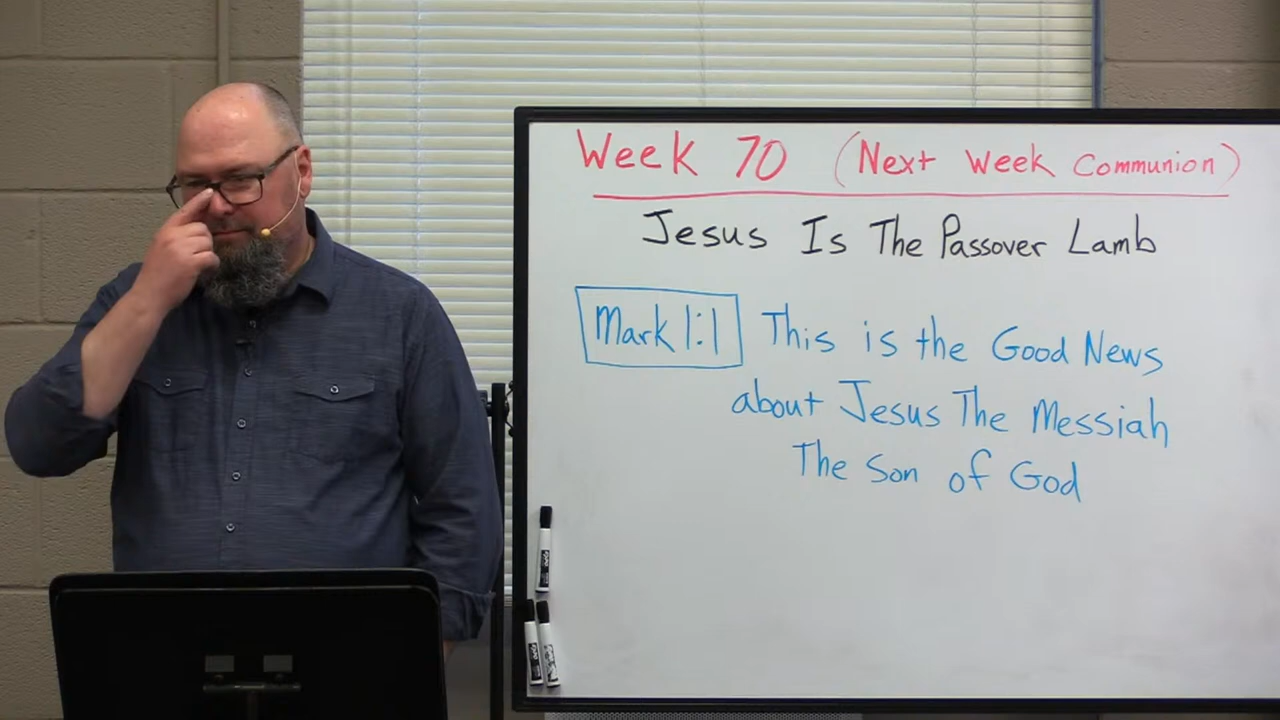 Week 70 (Next Week Communion)
Jesus Is The Passover Lamb
Mark 1:1 This is the Good News
about Jesus The Messiah
The Son of God